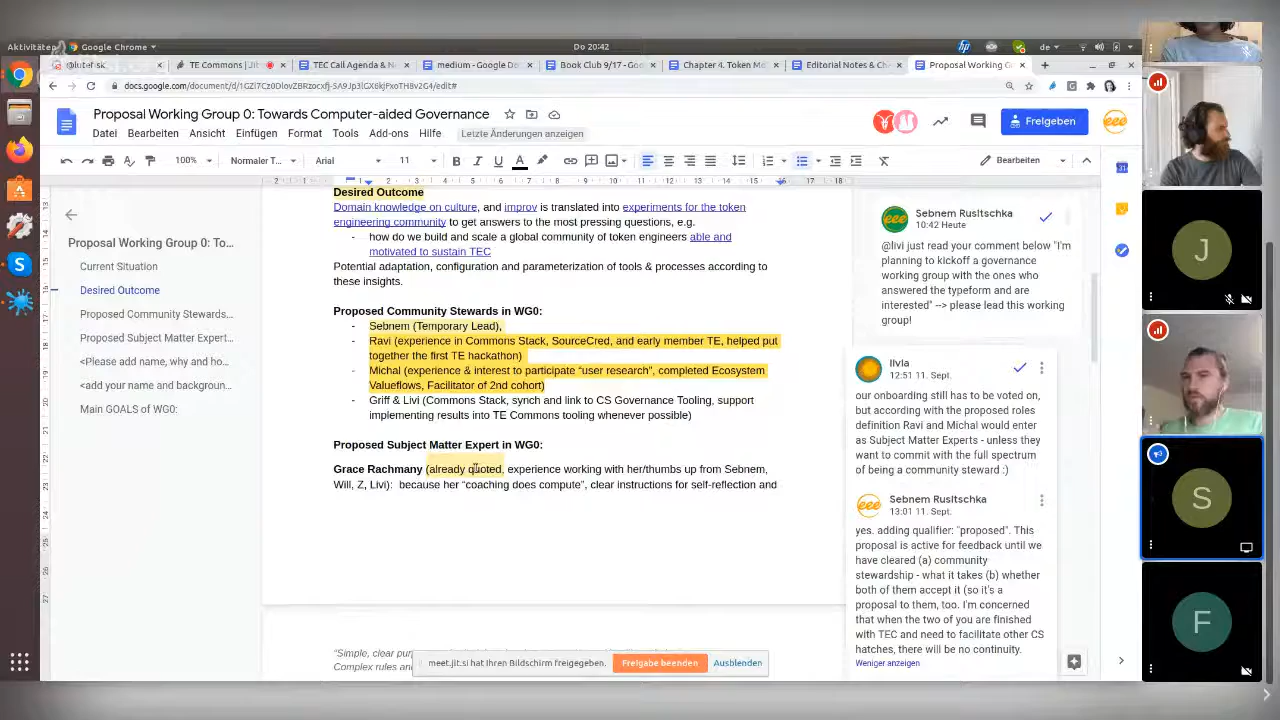 Aktivitäten
Google Chrome
Do 20:42
de
TE Commons | Jit
TEC Call Agenda & N
medium - Google De
Book Club 9/17 - Goo
Chapter 4. Token M
Editorial Notes & Ch
Proposal Working G
Proposal Working Group 0: Towards Computer-aided Governance
Freigeben
Datei Bearbeiten Ansicht Einfügen Format Tools Add-ons Hilfe Letzte Änderungen anzeigen
100% Normaler T... Arial 11 Bearbeiten
Proposal Working Group 0: To...
Current Situation
Desired Outcome
Proposed Community Stewards...
Proposed Subject Matter Expert...
<Please add name, why and ho...
<add your name and backgroun...
Main GOALS of WG0:
Desired Outcome
Domain knowledge on culture, and improv is translated into experiments for the token
engineering community to get answers to the most pressing questions, e.g.
- how do we build and scale a global community of token engineers able and
motivated to sustain TEC
Potential adaptation, configuration and parameterization of tools & processes according to
these insights.
Proposed Community Stewards in WG0:
- Sebnem (Temporary Lead),
- Ravi (experience in Commons Stack, SourceCred, and early member TE, helped put
together the first TE hackathon)
- Michal (experience & interest to participate "user research", completed Ecosystem
Valueflows, Facilitator of 2nd cohort)
- Griff & Livi (Commons Stack, synch and link to CS Governance Tooling, support
implementing results into TE Commons tooling whenever possible)
Proposed Subject Matter Expert in WG0:
Grace Rachmany (already quoted, experience working with her/thumbs up from Sebnem,
Will, Z, Livi): because her "coaching does compute", clear instructions for self-reflection and
Sebnem Rusitschka
10:42 Heute
@livi just read your comment below "I'm
planning to kickoff a
governance
working group with the ones who
answered the typeform and are
interested" --> please lead this working
group!
livia
12:51 11. Sept.
our onboarding still has to be voted on,
but according with the proposed roles
definition Ravi and Michal would enter
as Subject Matter Experts - unless they
want to commit with the full spectrum
of being a community steward :)
Sebnem Rusitschka
13:01 11. Sept.
yes. adding qualifier: "proposed". This
proposal is active for feedback until we
have cleared (a) community
stewardship - what it takes (b) whether
both of them accept it (so it's a
proposal to them, too. I'm concerned
that when the two of you are finished
with TEC and need to facilitate other CS
hatches, there will be no continuity.
Weniger anzeigen
meet.jit.si hat Ihren Bildschirm freigegeben. Freigabe beenden Ausblenden
J
S
F